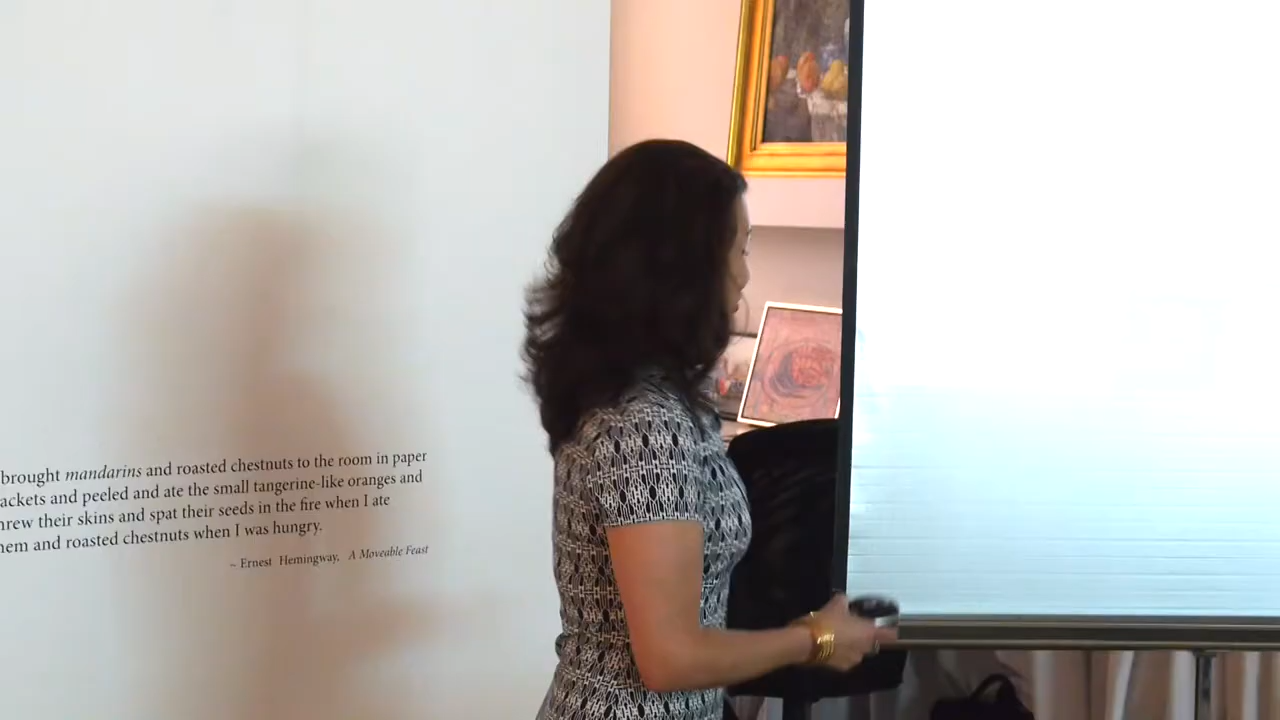 brought mandarins and roasted chestnuts to the room in paper
ackets and peeled and ate the small tangerine-like oranges and
hrew their skins and spat their seeds in the fire when I ate
hem and roasted chestnuts when I was hungry.
~ Ernest Hemingway, A Moveable Feast